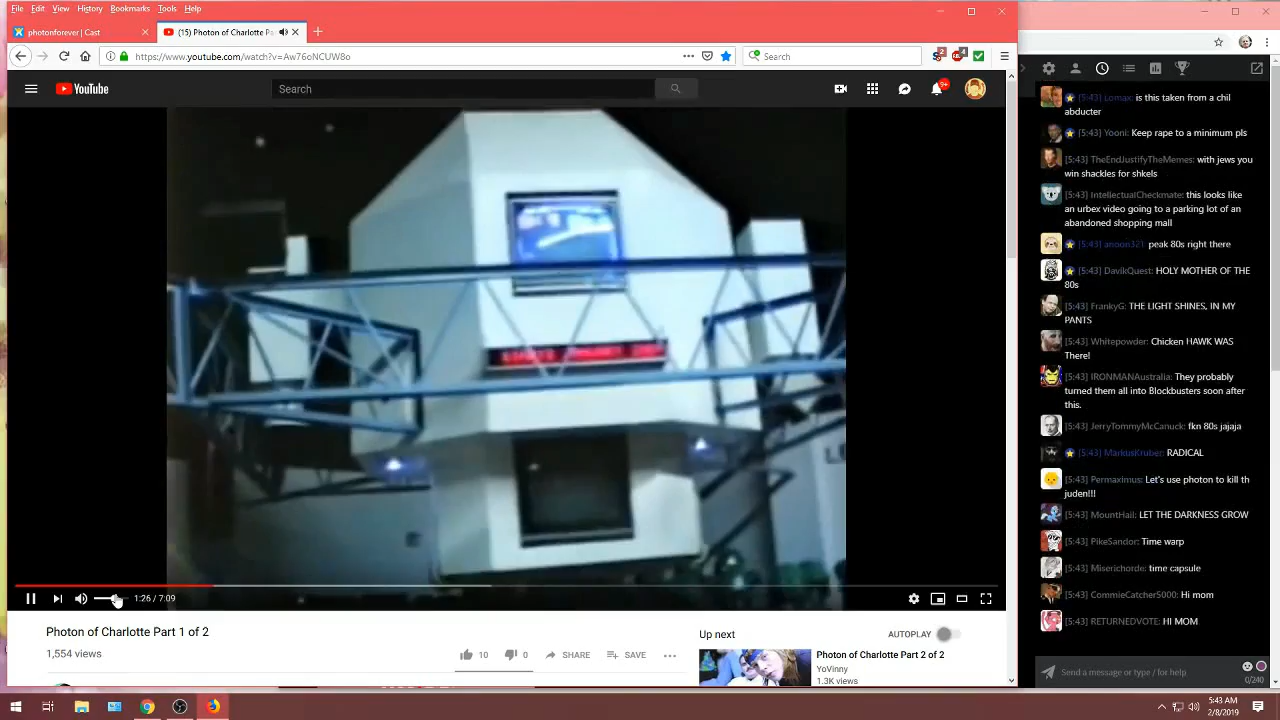 File Edit View History Bookmarks Tools Help
photonforever | Cast
(15) Photon of Charlotte Pa
https://www.youtube.com/watch?v=Aw76oNCUW8o
Search
YouTube
Search
9+
1:26 / 7:09
Photon of Charlotte Part 1 of 2
1,554 views
10
0
SHARE
SAVE
Up next
AUTOPLAY
Photon of Charlotte Part 2 of 2
YoVinny
1.3K views
[5:43] Lomax: is this taken from a chil
abducter
[5:43] Yooni: Keep rape to a minimum pls
[5:43] TheEndJustifyTheMemes: with jews you
win shackles for shkels
[5:43] IntellectualCheckmate: this looks like
an urbex video going to a parking lot of an
abandoned shopping mall
[5:43] anoon321: peak 80s right there
[5:43] DavikQuest: HOLY MOTHER OF THE
80s
[5:43] FrankyG: THE LIGHT SHINES, IN MY
PANTS
[5:43] Whitepowder: Chicken HAWK WAS
There!
[5:43] IRONMANAustralia: They probably
turned them all into Blockbusters soon after
this.
[5:43] JerryTommyMcCanuck: fkn 80s jajaja
[5:43] MarkusKruber: RADICAL
[5:43] Permaximus: Let's use photon to kill th
juden!!!
[5:43] MountHail: LET THE DARKNESS GROW
[5:43] PikeSandor: Time warp
[5:43] Misenchorde: time capsule
[5:43] CommieCatcher5000: Hi mom
[5:43] RETURNEDVOTE: HI MOM
Send a message or type / for help
0/240
5:43 AM
2/8/2019